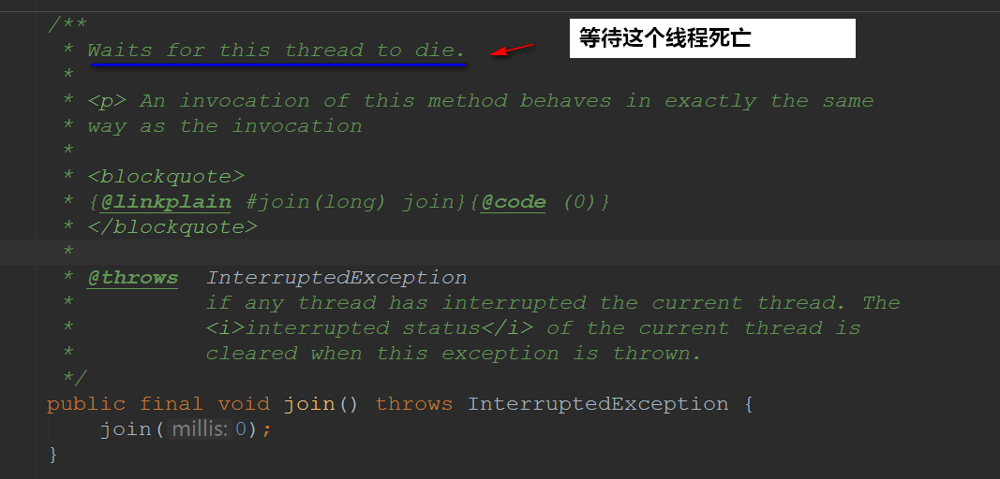 /**
* Waits for this thread to die.
等待这个线程死亡
*
* <p> An invocation of this method behaves in exactly the same
* way as the invocation
*
* <blockquote>
* {@linkplain #join(long) join}{@code (0)}
* </blockquote>
*
* @throws InterruptedException
* if any thread has interrupted the current thread. The
* <i>interrupted status</i> of the current thread is
* cleared when this exception is thrown.
*/
public final void join() throws InterruptedException {
join( millis: 0);
}